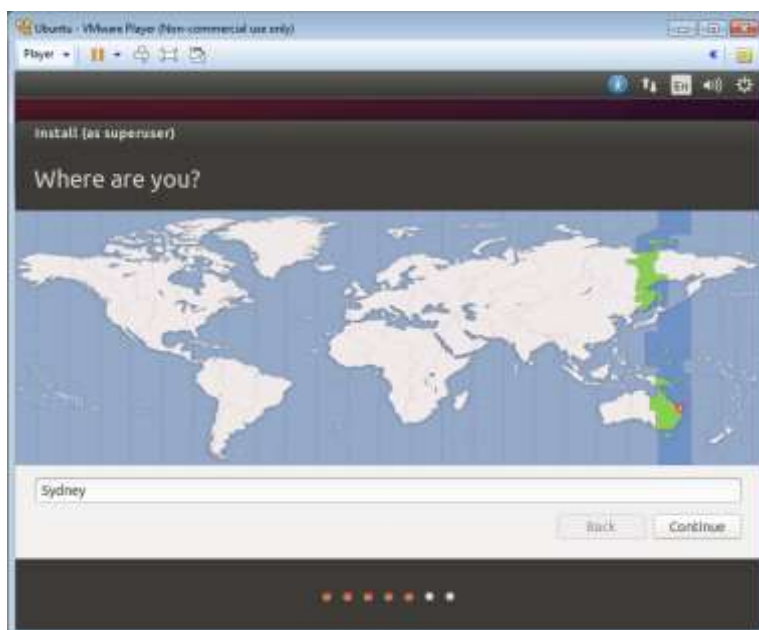 Ubuntu - VMware Player (Non-commercial use only)
Player
En
Install (as superuser)
Where are you?
Sydney
Back
Continue